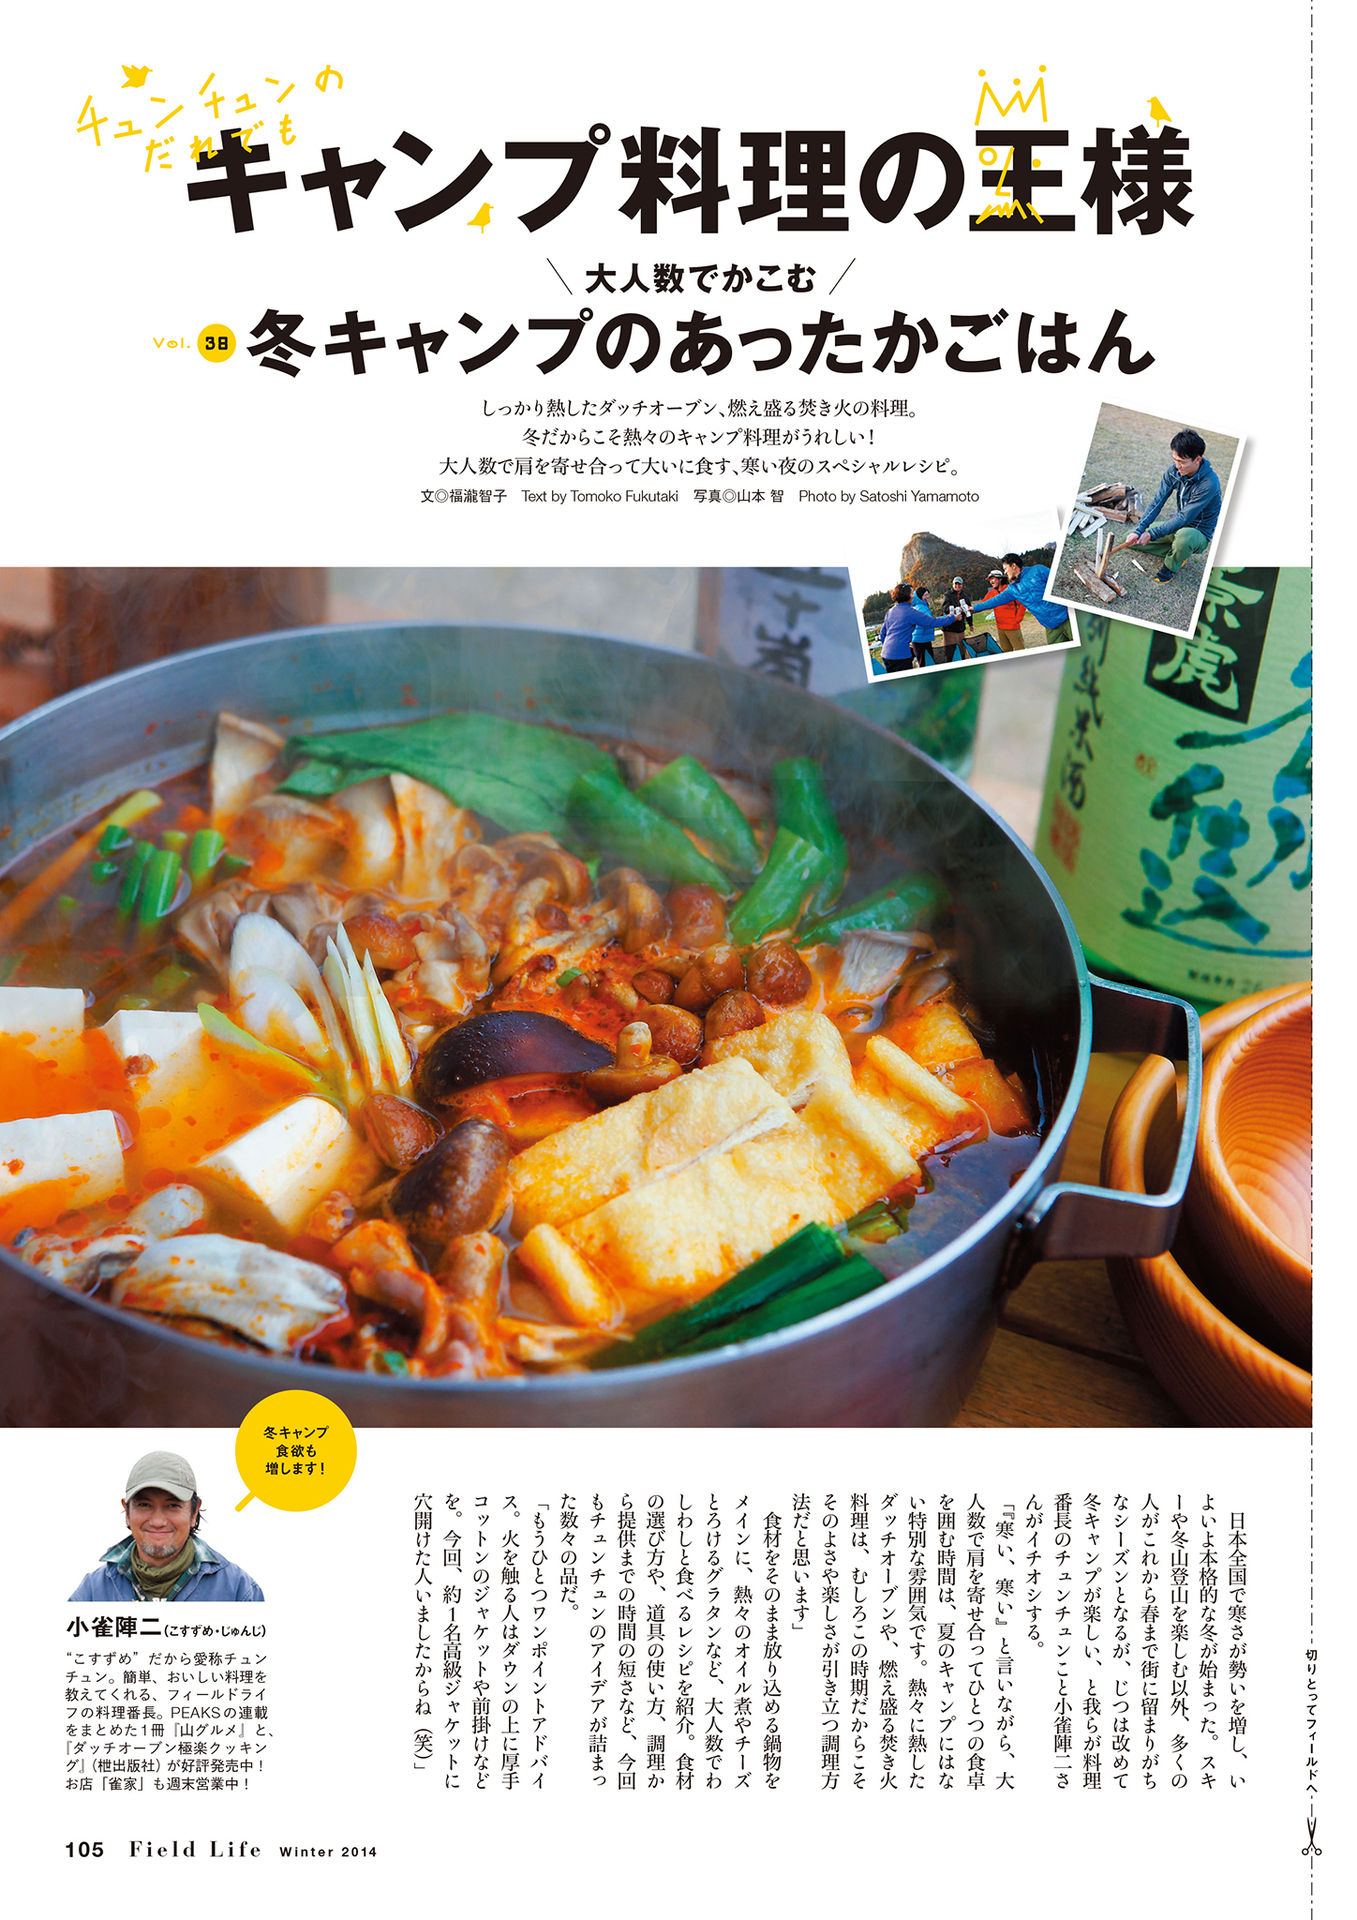 チュンチュンの
だれでも
キャンプ料理の王様
大人数でかこむ
Vol. 38 冬キャンプのあったかごはん
しっかり熱したダッチオーブン、燃え盛る焚き火の料理。
冬だからこそ熱々のキャンプ料理がうれしい！
大人数で肩を寄せ合って大いに食す、寒い夜のスペシャルレシピ。
文◎福瀧智子　Text by Tomoko Fukutaki　写真◎山本 智　Photo by Satoshi Yamamoto
十嵐
京虎
別純米酒
仕込
日本全国で寒さが勢いを増し、い
よいよ本格的な冬が始まった。スキ
ーや冬山登山を楽しむ以外、多くの
人がこれから春まで街に留まりがち
なシーズンとなるが、じつは改めて
冬キャンプが楽しい、と我らが料理
番長のチュンチュンこと小雀陣二さ
んがイチオシする。
「『寒い、寒い』と言いながら、大
人数で肩を寄せ合ってひとつの食卓
を囲む時間は、夏のキャンプにはな
い特別な雰囲気です。熱々に熱した
ダッチオーブンや、燃え盛る焚き火
料理は、むしろこの時期だからこそ
そのよさや楽しさが引き立つ調理方
法だと思います」
食材をそのまま放り込める鍋物を
メインに、熱々のオイル煮やチーズ
とろけるグラタンなど、大人数でわ
しわしと食べるレシピを紹介。食材
の選び方や、道具の使い方、調理か
ら提供までの時間の短さなど、今回
もチュンチュンのアイデアが詰まっ
た数々の品だ。
「もうひとつワンポイントアドバイ
ス。火を触る人はダウンの上に厚手
コットンのジャケットや前掛けなど
を。今回、約1名高級ジャケットに
穴開けた人いましたからね（笑）」
冬キャンプ
食欲も
増します！
小雀陣二（こすずめ・じゅんじ）
“こすずめ”だから愛称チュン
チュン。簡単、おいしい料理を
教えてくれる、フィールドライ
フの料理番長。PEAKSの連載
をまとめた1冊『山グルメ』と、
『ダッチオーブン極楽クッキン
グ』（枻出版社）が好評発売中！
お店「雀家」も週末営業中！
切りとってフィールドへ
105 Field Life Winter 2014